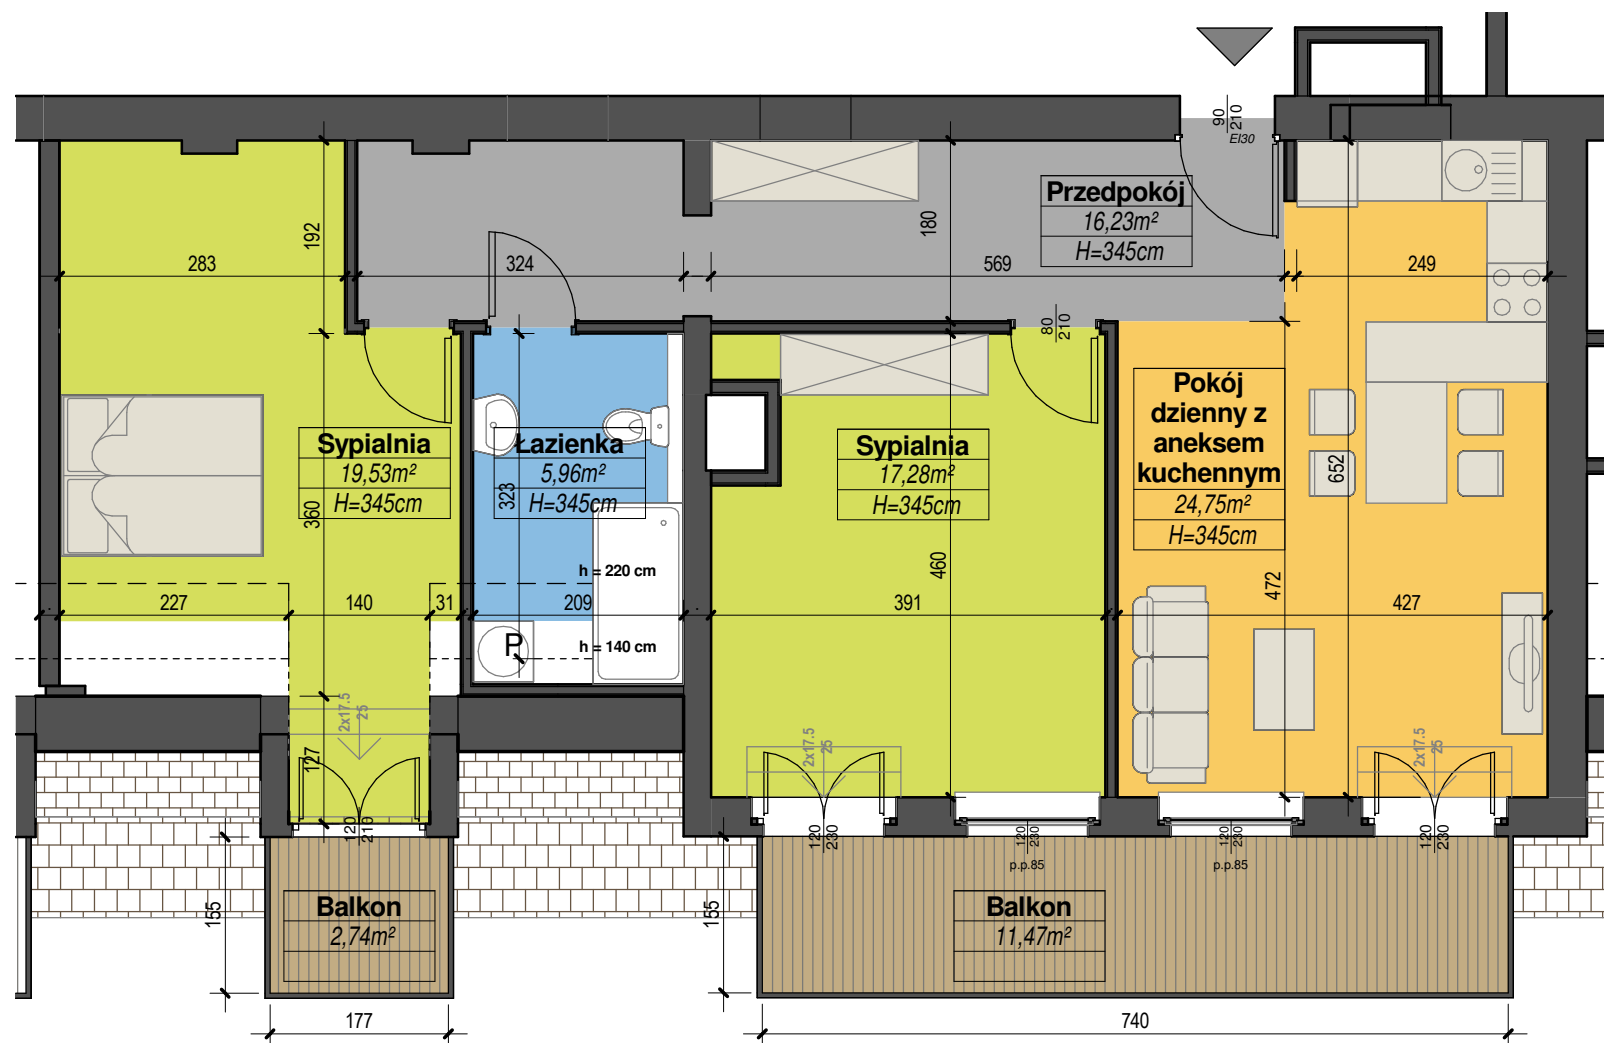 90
210
EI30
Przedpokój
16,23m²
H=345cm
192
180
283
324
569
249
80
210
Sypialnia
19,53m²
H=345cm
360
Łazienka
5,96m²
H=345cm
323
Sypialnia
17,28m²
H=345cm
460
Pokój
dzienny z
aneksem
kuchennym
24,75m²
H=345cm
652
472
h = 220 cm
227
140
31
209
391
427
P
h = 140 cm
2x17.5
25
127
2x17.5
25
2x17.5
25
120
210
120
230
120
230
120
230
120
230
p.p.85
p.p.85
155
Balkon
2,74m²
155
Balkon
11,47m²
177
740